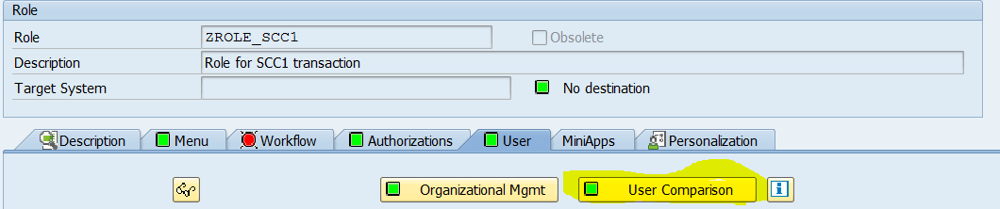 Role
Role ZROLE_SCC1 Obsolete
Description Role for SCC1 transaction
Target System No destination
Description Menu Workflow Authorizations User MiniApps Personalization
Organizational Mgmt User Comparison